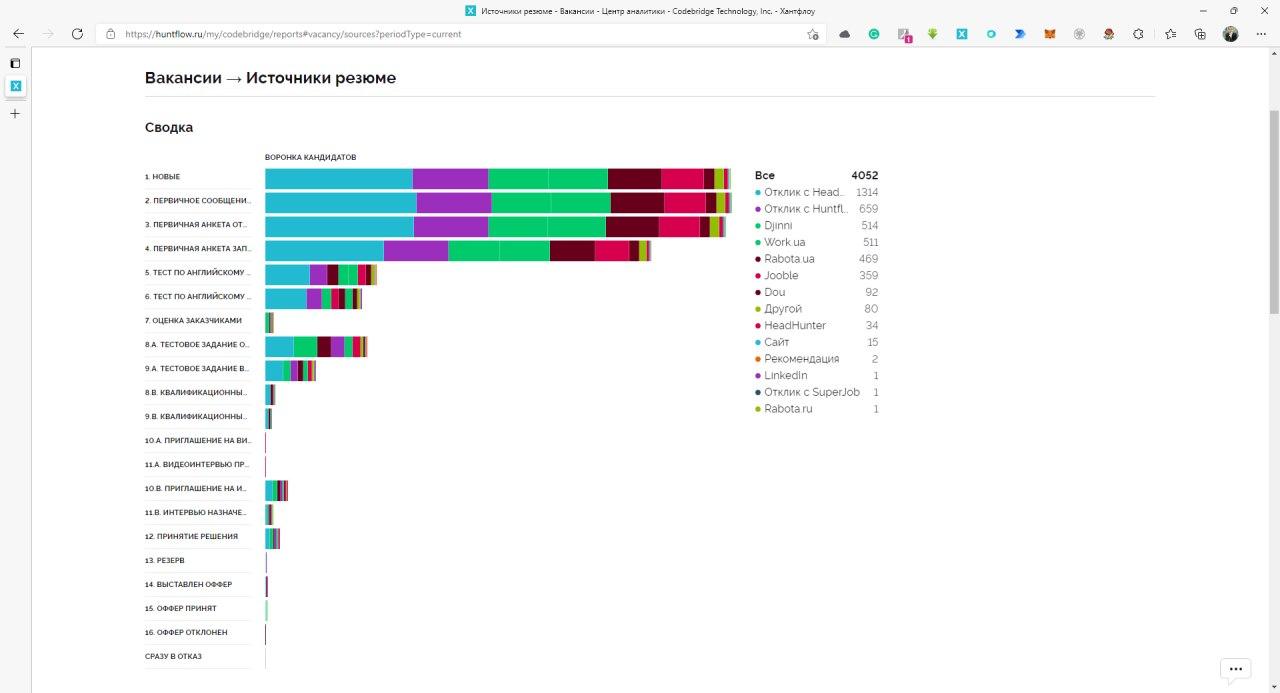 Источники резюме - Вакансии - Центр аналитики - Codebridge Technology, Inc. - Хантфлоу
https://huntflow.ru/my/codebridge/reports#vacancy/sources?periodType=current
1
Вакансии → Источники резюме
Сводка
ВОРОНКА КАНДИДАТОВ
1. НОВЫЕ
2. ПЕРВИЧНОЕ СООБЩЕНИ...
3. ПЕРВИЧНАЯ АНКЕТА ОТ...
4. ПЕРВИЧНАЯ АНКЕТА ЗАП...
5. ТЕСТ ПО АНГЛИЙСКОМУ ...
6. ТЕСТ ПО АНГЛИЙСКОМУ ...
7. ОЦЕНКА ЗАКАЗЧИКАМИ
8.А. ТЕСТОВОЕ ЗАДАНИЕ О...
9.А. ТЕСТОВОЕ ЗАДАНИЕ В...
8.В. КВАЛИФИКАЦИОННЫ...
9.В. КВАЛИФИКАЦИОННЫ...
10.А. ПРИГЛАШЕНИЕ НА ВИ...
11.А. ВИДЕОИНТЕРВЬЮ ПР...
10.В. ПРИГЛАШЕНИЕ НА И...
11.В. ИНТЕРВЬЮ НАЗНАЧЕ...
12. ПРИНЯТИЕ РЕШЕНИЯ
13. РЕЗЕРВ
14. ВЫСТАВЛЕН ОФФЕР
15. ОФФЕР ПРИНЯТ
16. ОФФЕР ОТКЛОНЕН
СРАЗУ В ОТКАЗ
Все 4052
Отклик с Head... 1314
Отклик с Huntfl... 659
Djinni 514
Work.ua 511
Rabota.ua 469
Jooble 359
Dou 92
Другой 80
HeadHunter 34
Сайт 15
Рекомендация 2
LinkedIn 1
Отклик с SuperJob 1
Rabota.ru 1